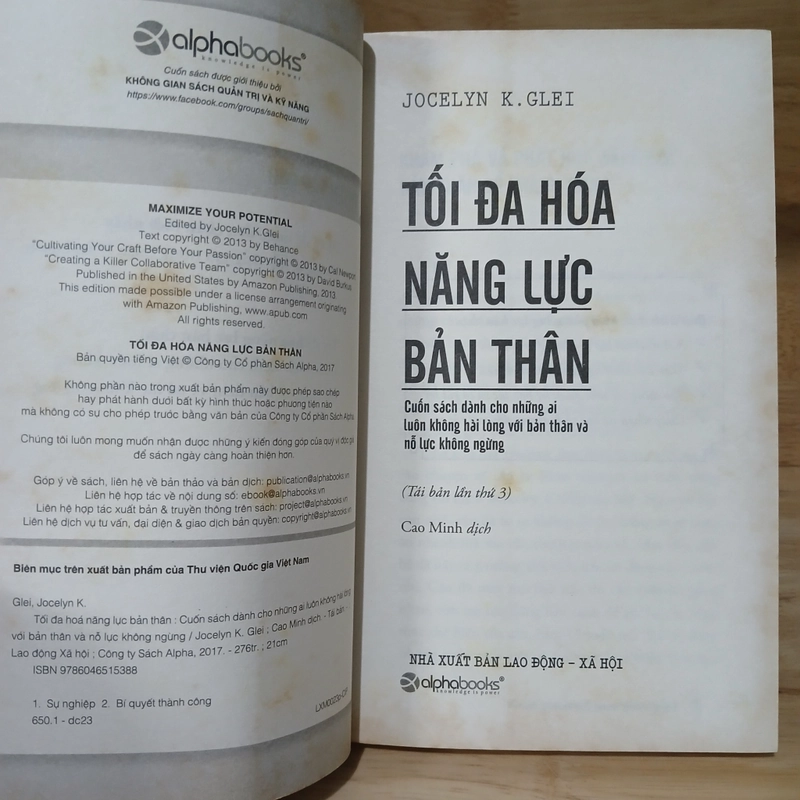 alphabooks®
knowledge is power
Cuốn sách được giới thiệu bởi
KHÔNG GIAN SÁCH QUẢN TRỊ VÀ KỸ NĂNG
https://www.facebook.com/groups/sachquantri/
MAXIMIZE YOUR POTENTIAL
Edited by Jocelyn K.Glei
Text copyright © 2013 by Behance
"Cultivating Your Craft Before Your Passion" copyright © 2013 by Cal Newport
"Creating a Killer Collaborative Team" copyright © 2013 by David Burkus
Published in the United States by Amazon Publishing. 2013
This edition made possible under a license arrangement originating
with Amazon Publishing, www.apub.com
All rights reserved.
TỐI ĐA HÓA NĂNG LỰC BẢN THÂN
Bản quyền tiếng Việt © Công ty Cổ phần Sách Alpha, 2017
Không phần nào trong xuất bản phẩm này được phép sao chép
hay phát hành dưới bất kỳ hình thức hoặc phương tiện nào
mà không có sự cho phép trước bằng văn bản của Công ty Cổ phần Sách Alpha.
Chúng tôi luôn mong muốn nhận được những ý kiến đóng góp của quý vị độc giả
để sách ngày càng hoàn thiện hơn.
Góp ý về sách, liên hệ về bản thảo và bản dịch: publication@alphabooks.vn
Liên hệ hợp tác về nội dung số: ebook@alphabooks.vn
Liên hệ hợp tác xuất bản & truyền thông trên sách: project@alphabooks.vn
Liên hệ dịch vụ tư vấn, đại diện & giao dịch bản quyền: copyright@alphabooks.vn
Biên mục trên xuất bản phẩm của Thư viện Quốc gia Việt Nam
Glei, Jocelyn K.
Tối đa hoá năng lực bản thân : Cuốn sách dành cho những ai luôn không hài lòng
với bản thân và nỗ lực không ngừng / Jocelyn K. Glei ; Cao Minh dịch. - Tái bản. -
Lao động Xã hội ; Công ty Sách Alpha, 2017. - 276tr. ; 21cm
ISBN 9786046515388
1. Sự nghiệp 2. Bí quyết thành công
650.1 - dc23
JOCELYN K.GLEI
TỐI ĐA HÓA
NĂNG LỰC
BẢN THÂN
Cuốn sách dành cho những ai
luôn không hài lòng với bản thân và
nỗ lực không ngừng
(Tái bản lần thứ 3)
Cao Minh dịch
NHÀ XUẤT BẢN LAO ĐỘNG - XÃ HỘI
alphabooks®
knowledge is power